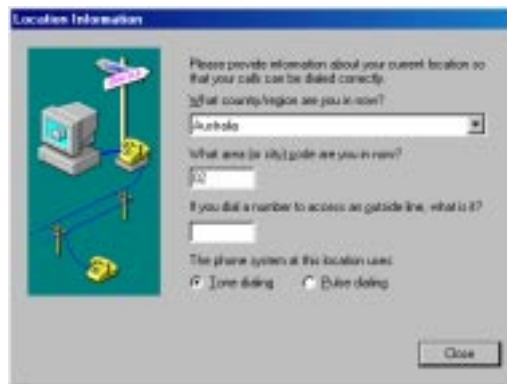 Location Information
Please provide information about your current location so
that your calls can be dialed correctly.
What country/region are you in now?
Australia
What area (or city) code are you in now?
02
If you dial a number to access an outside line, what is it?
The phone system at this location uses:
Tone dialing
Pulse dialing
Close